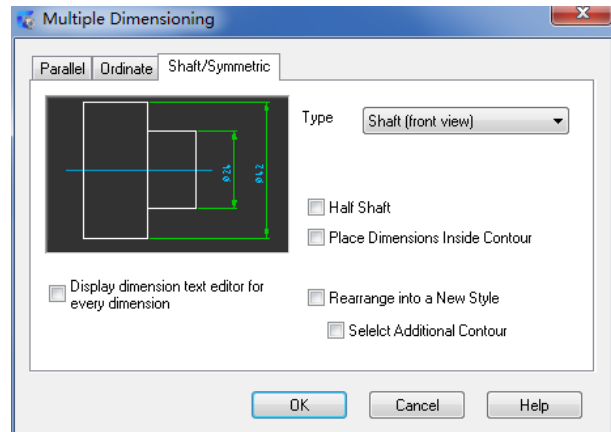 Multiple Dimensioning
Parallel
Ordinate
Shaft/Symmetric
Type
Shaft (front view)
ø24
ø42
Half Shaft
Place Dimensions Inside Contour
Display dimension text editor for
every dimension
Rearrange into a New Style
Selelct Additional Contour
OK
Cancel
Help